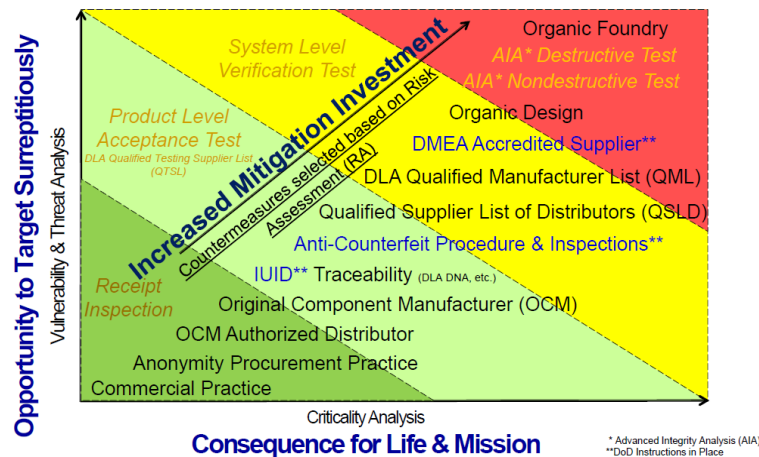 Opportunity to Target Surreptitiously
Vulnerability & Threat Analysis
System Level
Verification Test
Organic Foundry
AIA* Destructive Test
AIA* Nondestructive Test
Product Level
Acceptance Test
DLA Qualified Testing Supplier List
(QTSL)
Increased Mitigation Investment
Countermeasures selected based on Risk
Assessment (RA)
Organic Design
DMEA Accredited Supplier**
DLA Qualified Manufacturer List (QML)
Qualified Supplier List of Distributors (QSLD)
Anti-Counterfeit Procedure & Inspections**
IUID** Traceability (DLA DNA, etc.)
Receipt
Inspection
Original Component Manufacturer (OCM)
OCM Authorized Distributor
Anonymity Procurement Practice
Commercial Practice
Criticality Analysis
Consequence for Life & Mission
* Advanced Integrity Analysis (AIA)
**DoD Instructions in Place